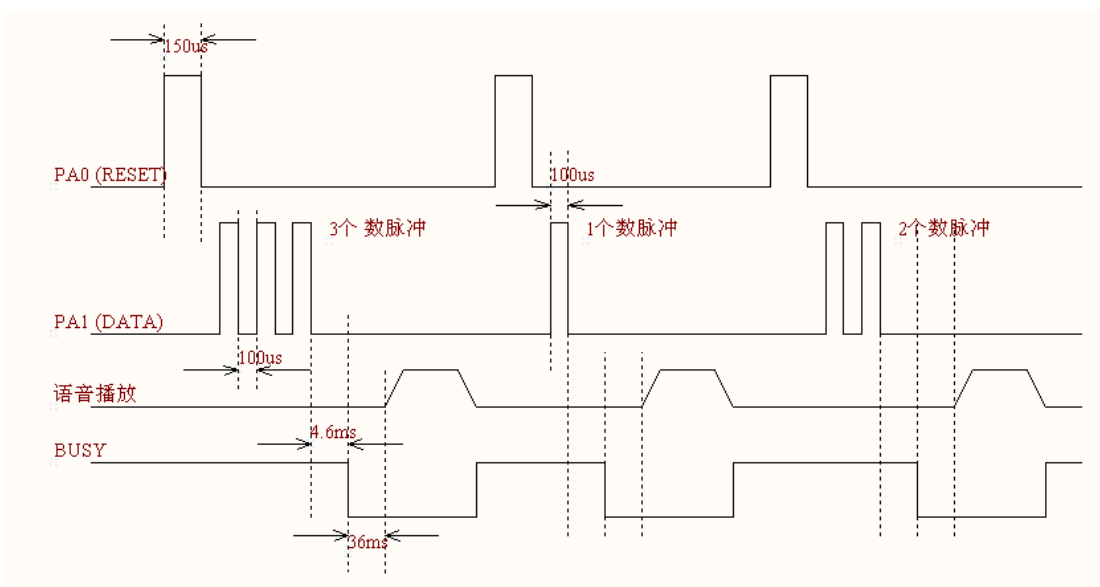 150us
PA0 (RESET)
100us
3个 数脉冲
1个数脉冲
2个数脉冲
PA1 (DATA)
100us
语音播放
4.6ms
BUSY
36ms